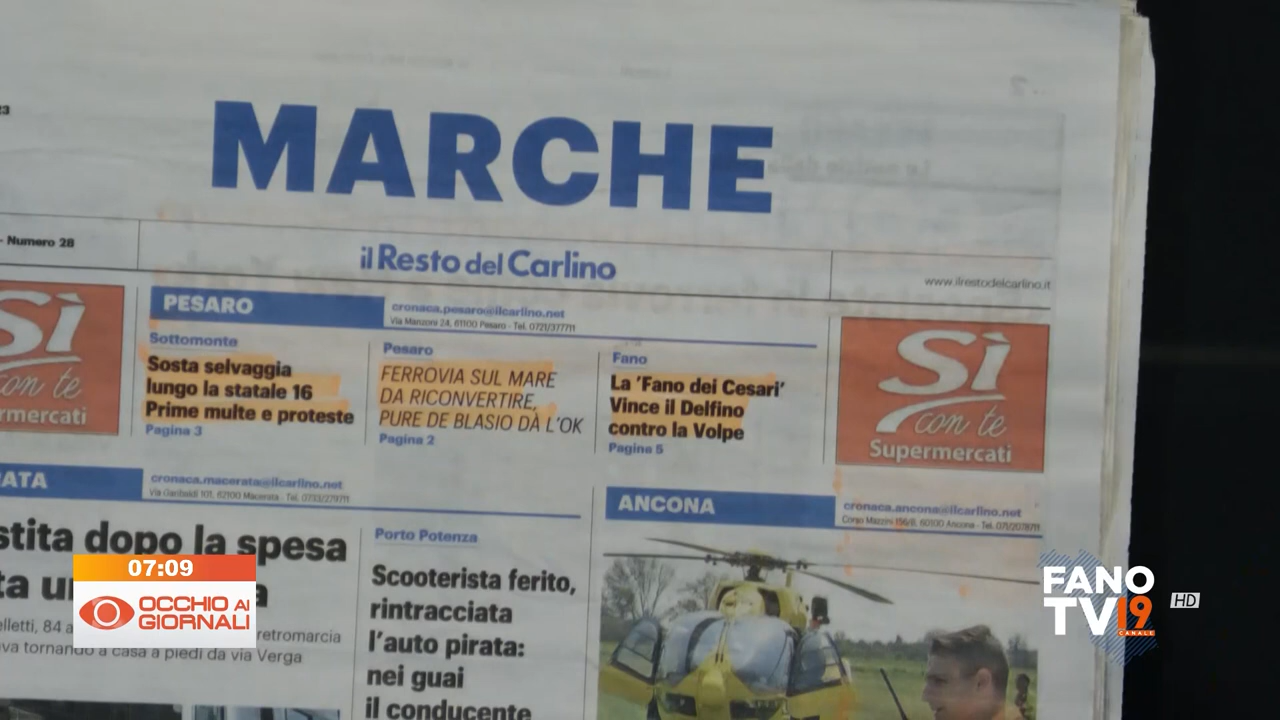 MARCHE
- Numero 28
il Resto del Carlino
www.ilrestodelcarlino.it
Sì
con te
Supermercati
PESARO
cronaca.pesaro@ilcarlino.net
Via Manzoni 24, 61100 Pesaro - Tel. 0721/377711
Sottomonte
Sosta selvaggia
lungo la statale 16
Prime multe e proteste
Pagina 3
Pesaro
FERROVIA SUL MARE
DA RICONVERTIRE,
PURE DE BLASIO DÀ L'OK
Pagina 2
Fano
La 'Fano dei Cesari'
Vince il Delfino
contro la Volpe
Pagina 5
Sì
con te
Supermercati
RATA
cronaca.macerata@ilcarlino.net
Via Garibaldi 101, 62100 Macerata . Tel. 0733/279711
stita dopo la spesa
elletti, 84 a
retromarcia
va tornando a casa a piedi da via Verga
Porto Potenza
Scooterista ferito,
rintracciata
l'auto pirata:
nei guai
il conducente
ANCONA
cronaca.ancona@ilcarlino.net
Corso Mazzini 156/8, 60100 Ancona - Tel.
07:09
OCCHIO AI
GIORNALI
FANO
TV19
CANALE
HD